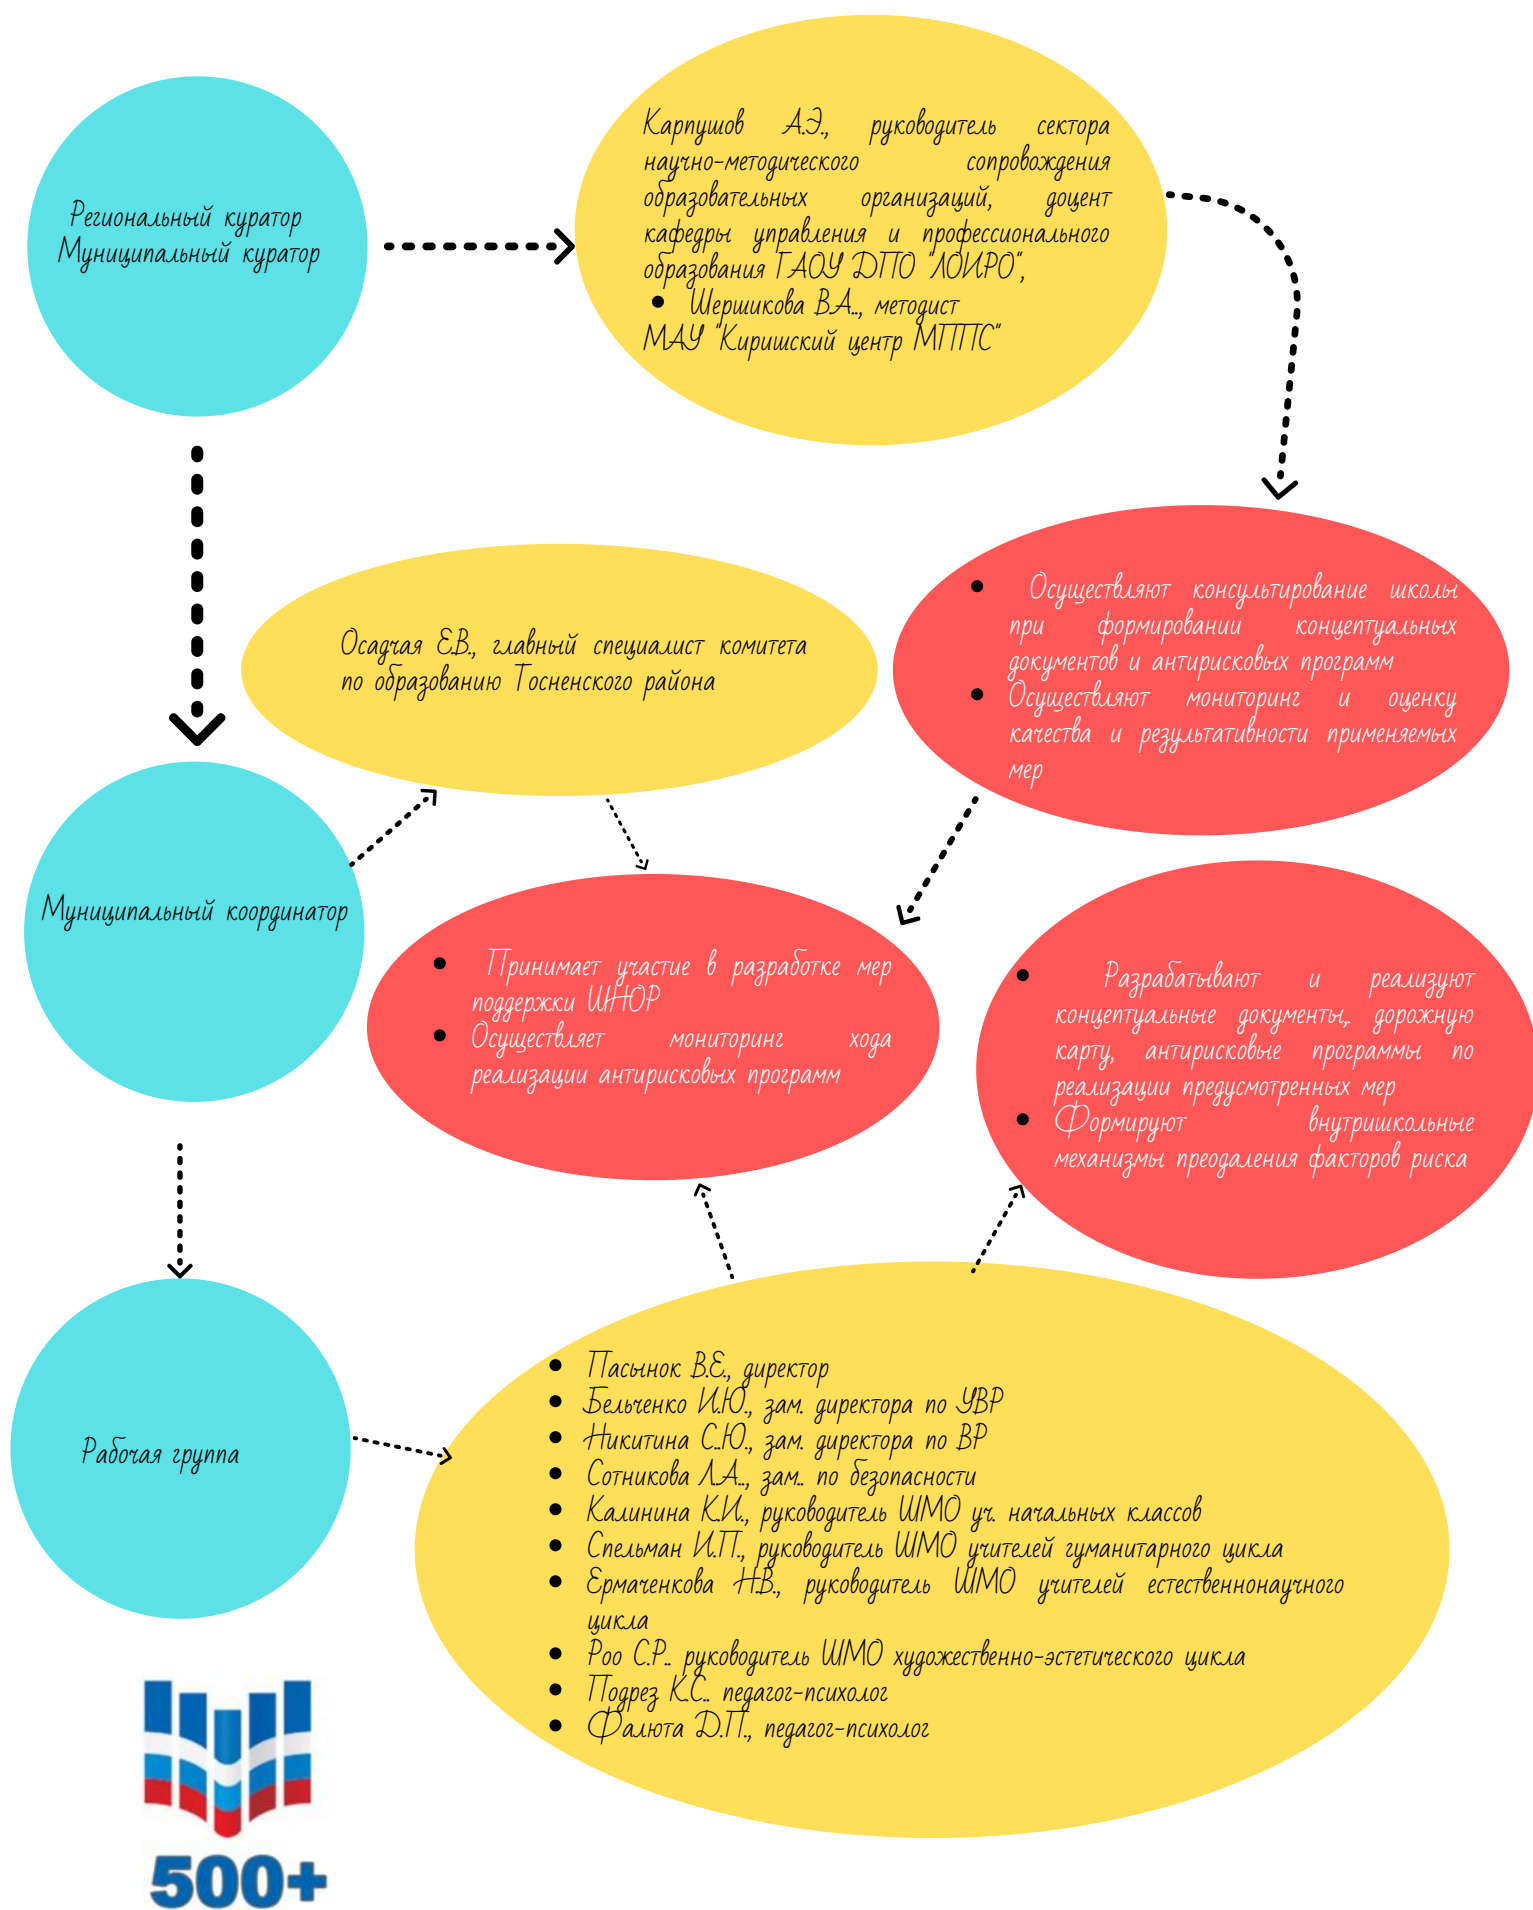 Региональный куратор
Муниципальный куратор
Карпушов А.Э., руководитель сектора
научно-методического сопровождения
образовательных организаций, доцент
кафедры управления и профессионального
образования ГАОУ ДПО "ЛОИРО",
• Шершикова В.А.., методист
МАУ "Киришский центр МППС"
Осадчая Е.В., главный специалист комитета
по образованию Тосненского района
• Осуществляют консультирование школы
при формировании концептуальных
документов и антирисковых программ
• Осуществляют мониторинг и оценку
качества и результативности применяемых
мер
Муниципальный координатор
• Принимает участие в разработке мер
поддержки ШНОР
• Осуществляет мониторинг хода
реализации антирисковых программ
• Разрабатывают и реализуют
концептуальные документы,. дорожную
карту, антирисковые программы по
реализации предусмотренных мер
• Формируют внутришкольные
механизмы преодаления факторов риска
Рабочая группа
• Пасынок В.Е., директор
• Бельченко И.Ю., зам. директора по УВР
• Никитина С..Ю., зам. директора по ВР
• Сотникова Л.А.., зам.. по безопасности
• Калинина К.И., руководитель ШМО уч. начальных классов
• Спельман И.П., руководитель ШМО учителей гуманитарного цикла
• Ермаченкова Н.В., руководитель ШМО учителей естественнонаучного
цикла
• Роо С.Р.. руководитель ШМО художественно-эстетического цикла
• Подрез К.С.. педагог-психолог
• Фалюта Д.П., педагог-психолог
500+